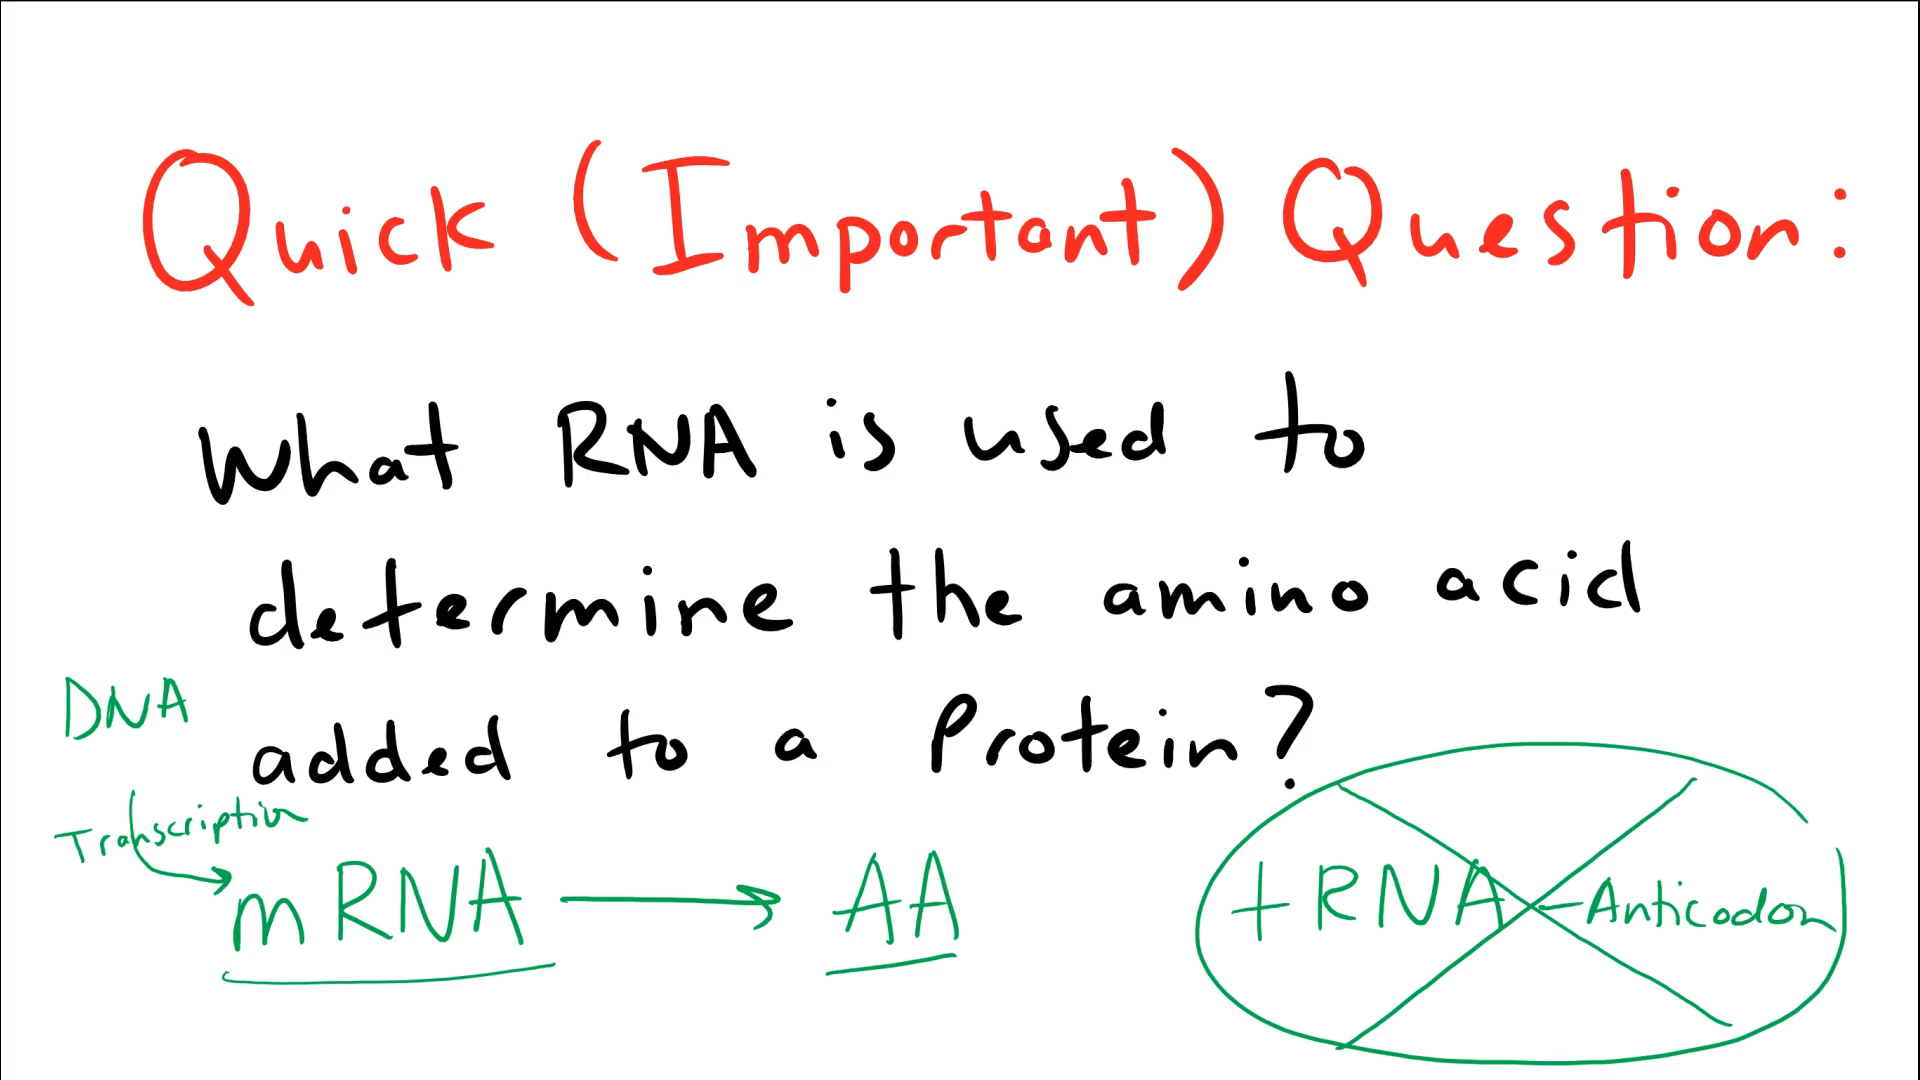 Quick (Important) Question:
What RNA is used to
determine the amino acid
added to a Protein?
DNA
Transcription
mRNA → AA
tRNA - Anticodon